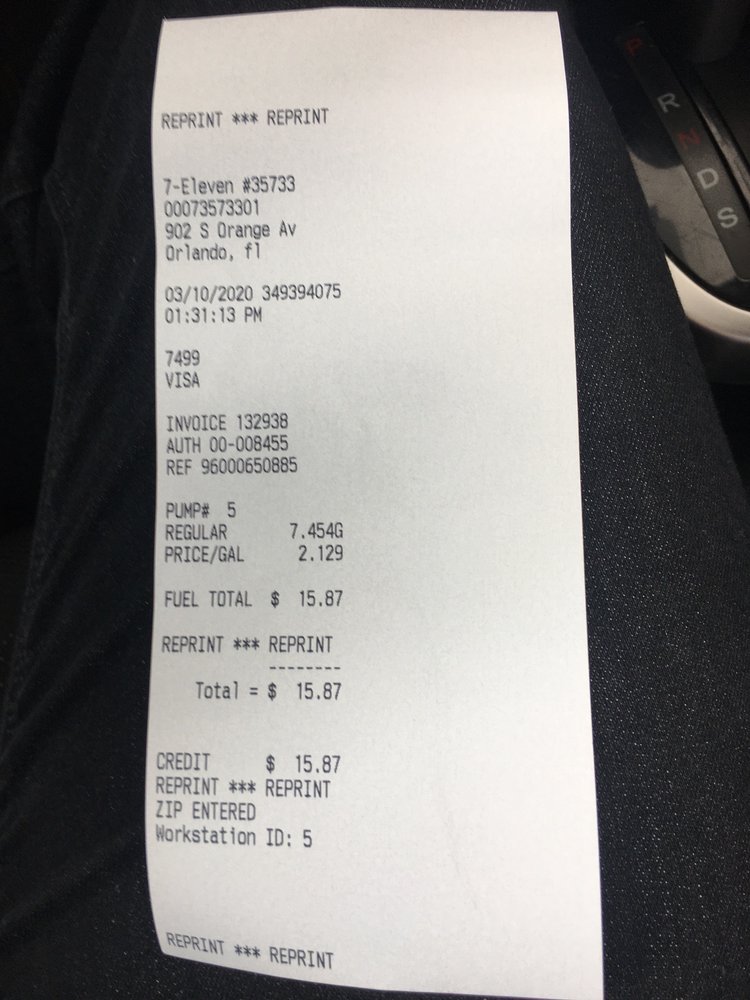 REPRINT *** REPRINT
7-Eleven #35733
00073573301
902 S Orange Av
Orlando, fl
03/10/2020 349394075
01:31:13 PM
7499
VISA
INVOICE 132938
AUTH 00-008455
REF 96000650885
PUMP# 5
REGULAR 7.454G
PRICE/GAL 2.129
FUEL TOTAL $ 15.87
REPRINT *** REPRINT
--------
Total = $ 15.87
CREDIT $ 15.87
REPRINT *** REPRINT
ZIP ENTERED
Workstation ID: 5
REPRINT *** REPRINT
P
R
N
D
S